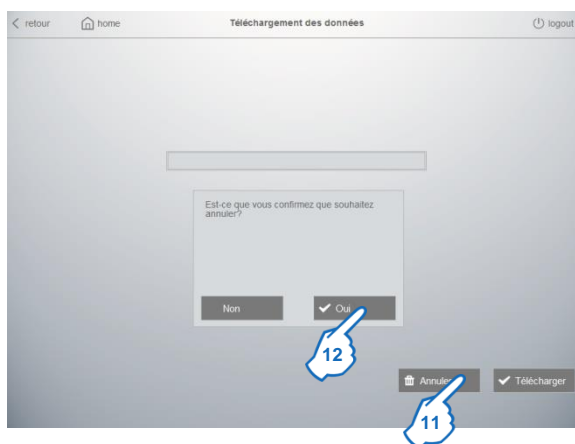 retour home Téléchargement des données logout
Est-ce que vous confirmez que souhaitez
annuler?
Non Oui
12
Annuler Télécharger
11